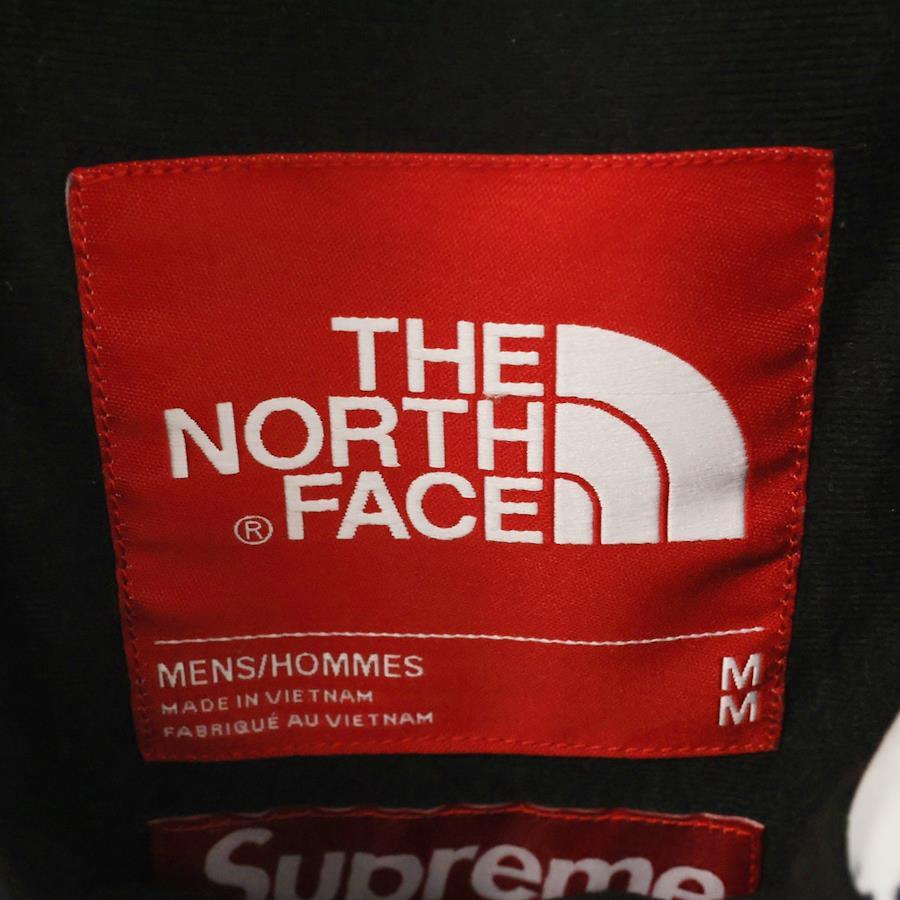 THE
NORTH
FACE
®
MENS/HOMMES M
MADE IN VIETNAM M
FABRIQUÉ AU VIETNAM
Supreme